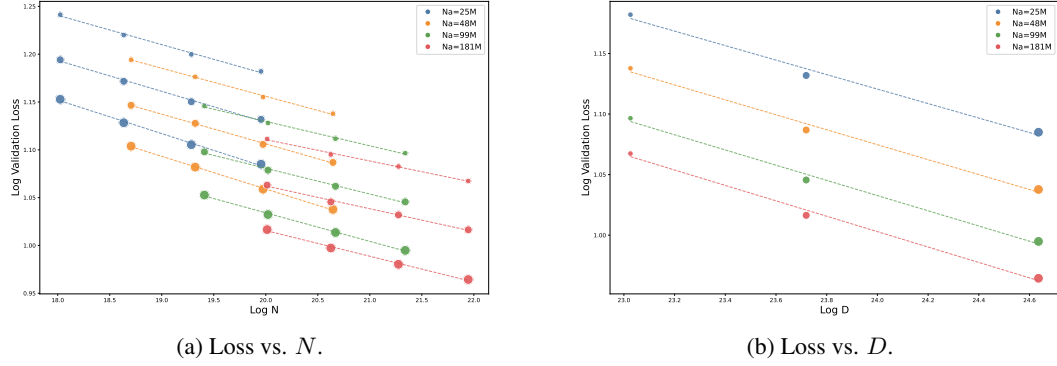 Log Validation Loss
1.25
1.20
1.15
1.10
1.05
1.00
0.95
18.0 18.5 19.0 19.5 20.0 20.5 21.0 21.5 22.0
Log N
Na=25M
Na=48M
Na=99M
Na=181M
(a) Loss vs. N.
Log Validation Loss
1.15
1.10
1.05
1.00
23.0 23.2 23.4 23.6 23.8 24.0 24.2 24.4 24.6
Log D
Na=25M
Na=48M
Na=99M
Na=181M
(b) Loss vs. D.